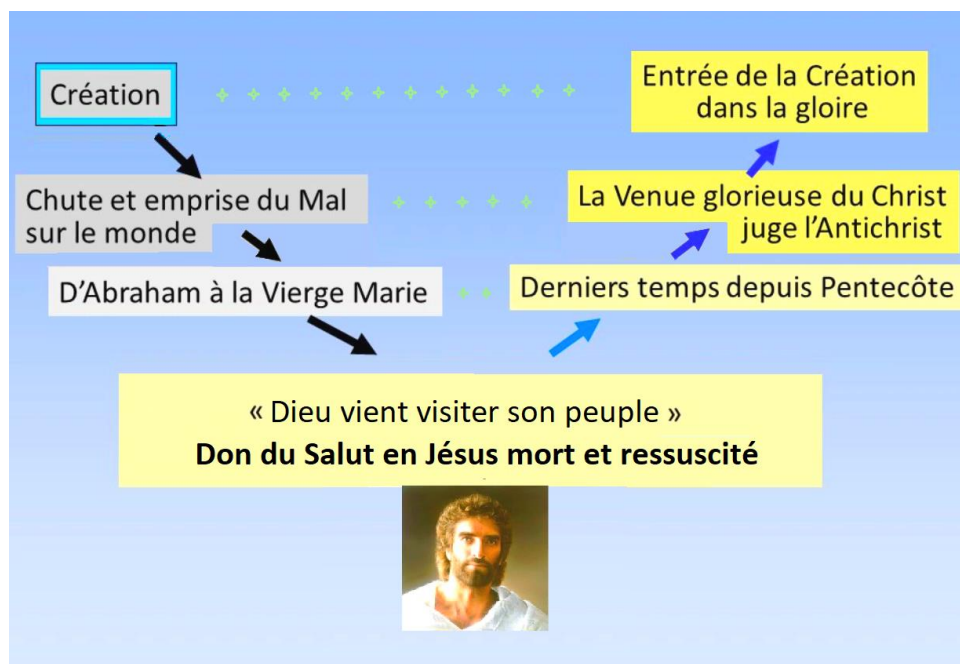 Création
Chute et emprise du Mal
sur le monde
D'Abraham à la Vierge Marie
« Dieu vient visiter son peuple »
Don du Salut en Jésus mort et ressuscité
Derniers temps depuis Pentecôte
La Venue glorieuse du Christ
juge l'Antichrist
Entrée de la Création
dans la gloire